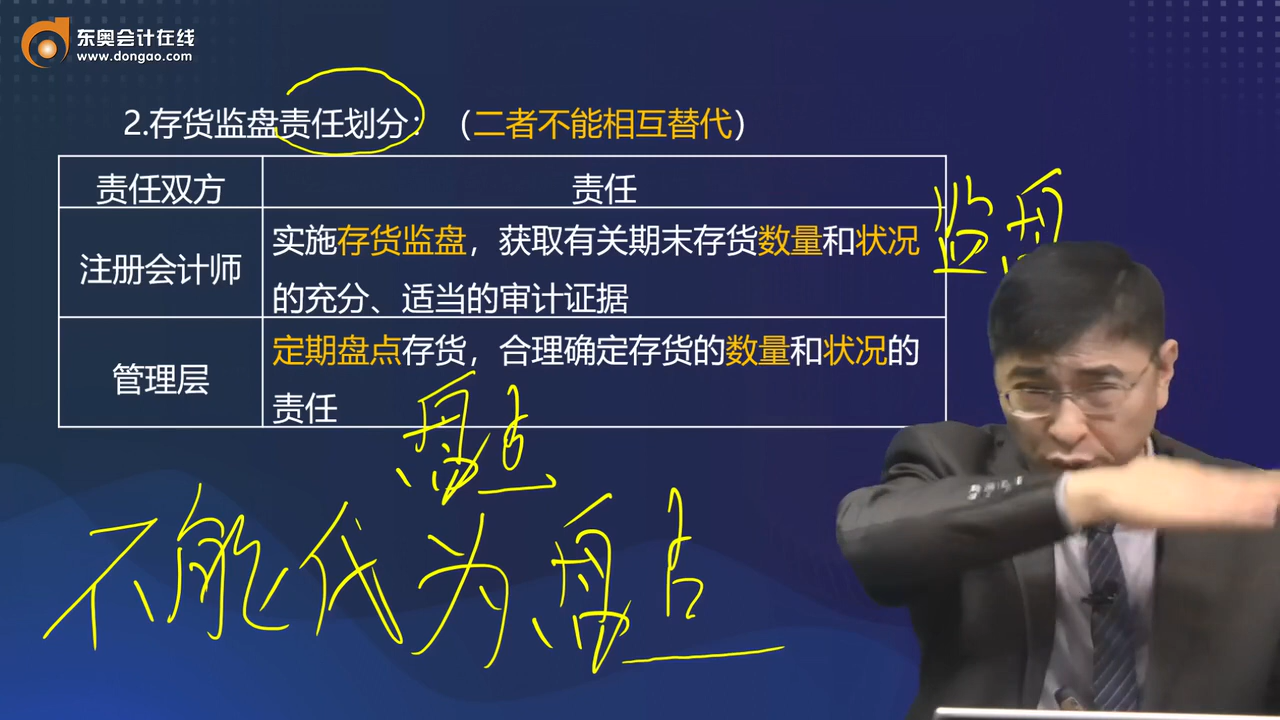 东奥会计在线
www.dongao.com
2.存货监盘责任划分：（二者不能相互替代）
责任双方
责任
注册会计师
实施存货监盘，获取有关期末存货数量和状况
的充分、适当的审计证据
监盘
管理层
定期盘点存货，合理确定存货的数量和状况的
责任
盘点
不能代为盘点